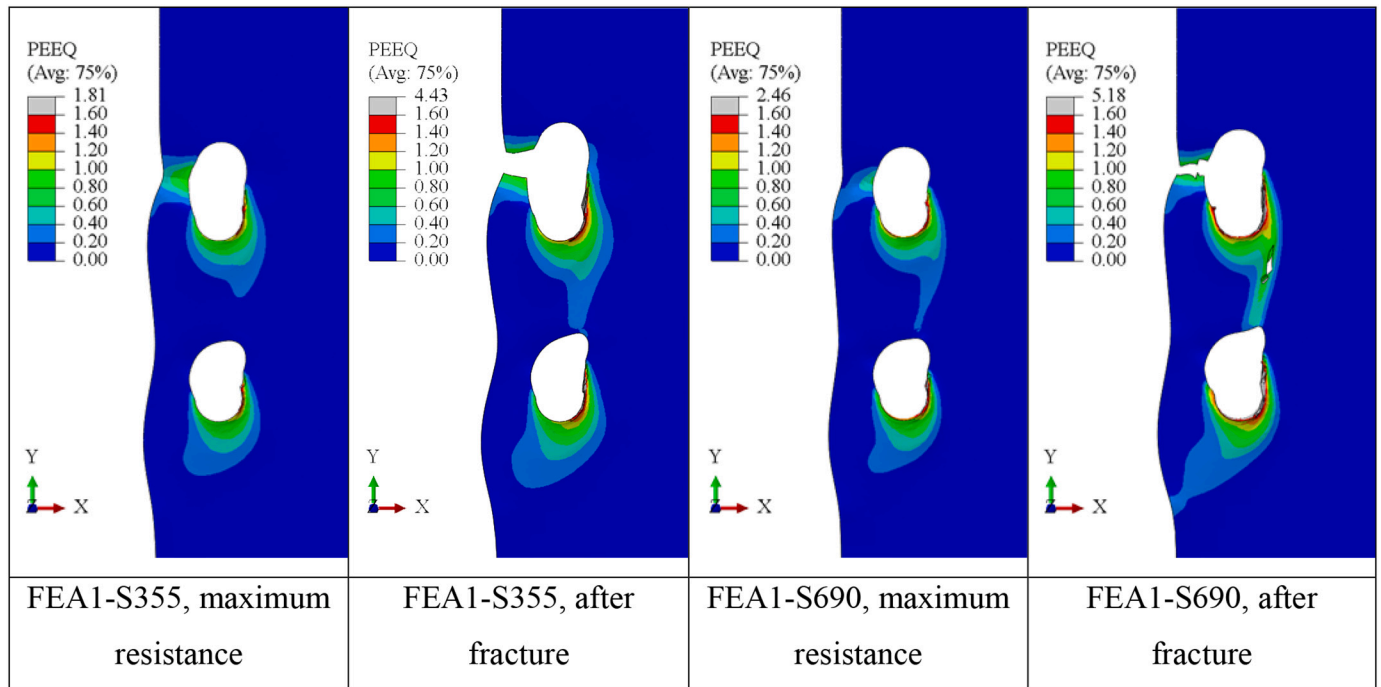 PEEQ
(Avg: 75%)
1.81
1.60
1.40
1.20
1.00
0.80
0.60
0.40
0.20
0.00
Y
Z
X
FEA1-S355, maximum
resistance
PEEQ
(Avg: 75%)
4.43
1.60
1.40
1.20
1.00
0.80
0.60
0.40
0.20
0.00
Y
Z
X
FEA1-S355, after
fracture
PEEQ
(Avg: 75%)
2.46
1.60
1.40
1.20
1.00
0.80
0.60
0.40
0.20
0.00
Y
Z
X
FEA1-S690, maximum
resistance
PEEQ
(Avg: 75%)
5.18
1.60
1.40
1.20
1.00
0.80
0.60
0.40
0.20
0.00
Y
Z
X
FEA1-S690, after
fracture